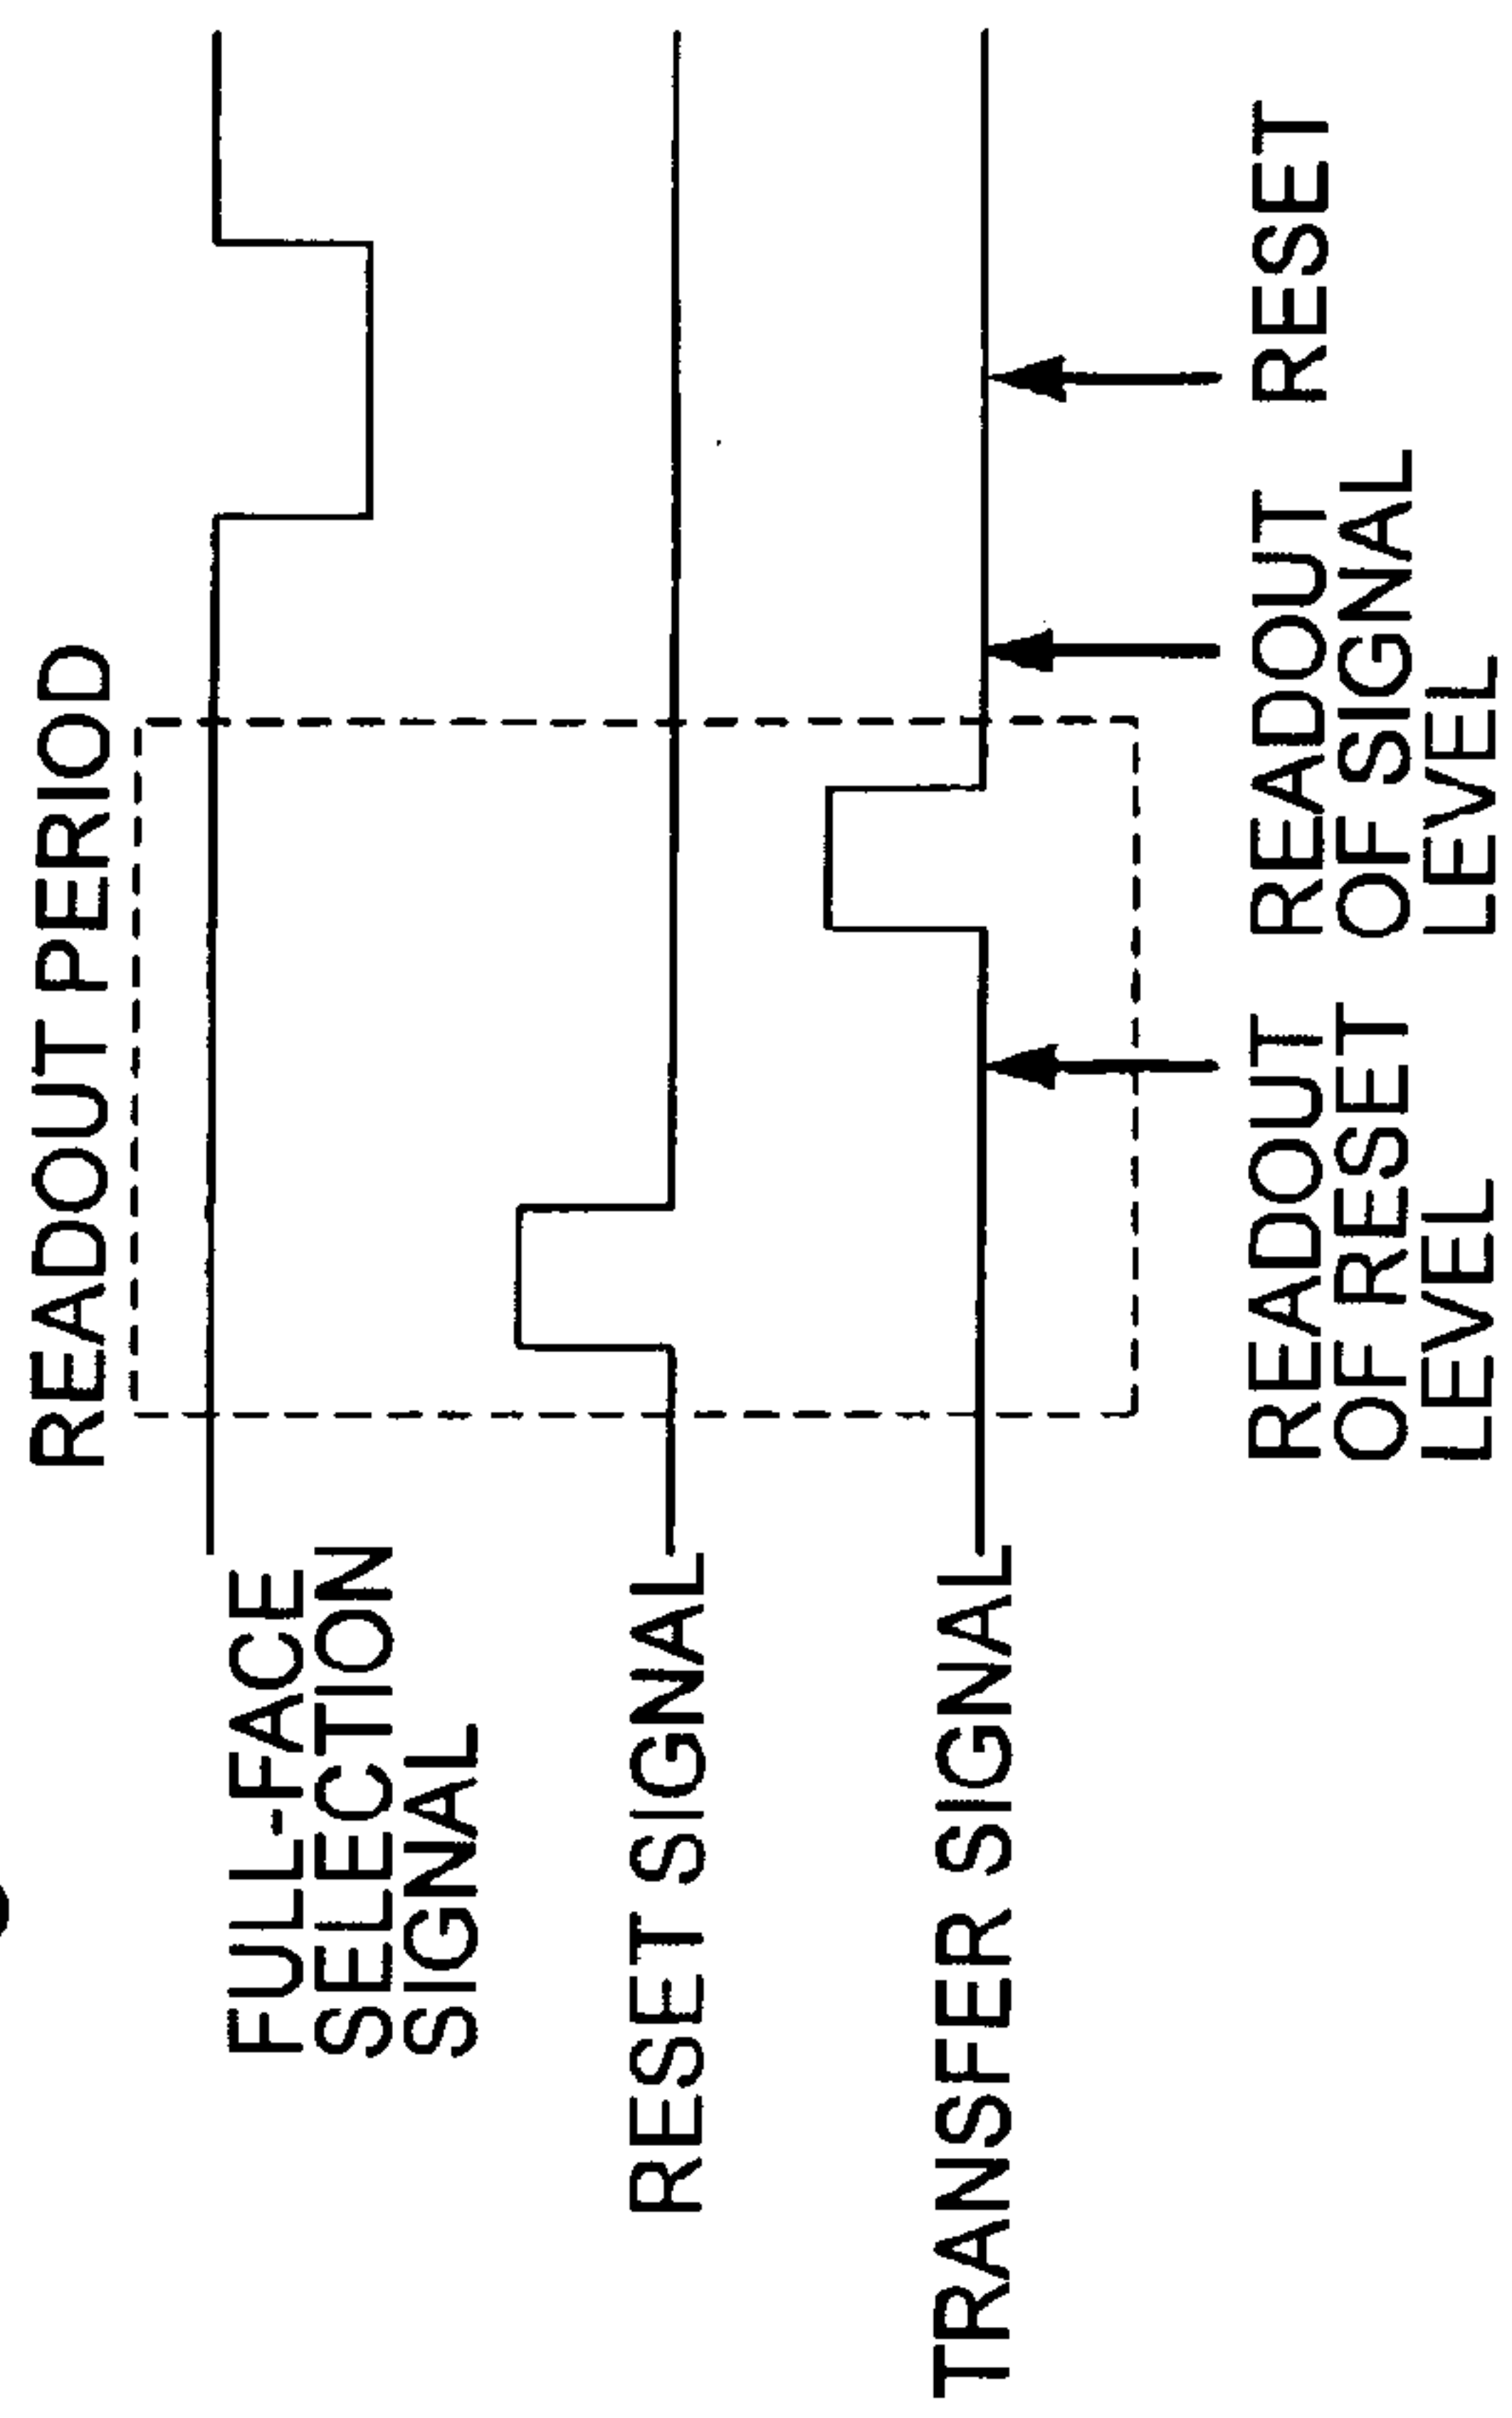 READOUT PERIOD
FULL-FACE
SELECTION
SIGNAL
RESET SIGNAL
TRANSFER SIGNAL
READOUT
OF RESET
LEVEL
READOUT
OF SIGNAL
LEVEL
RESET